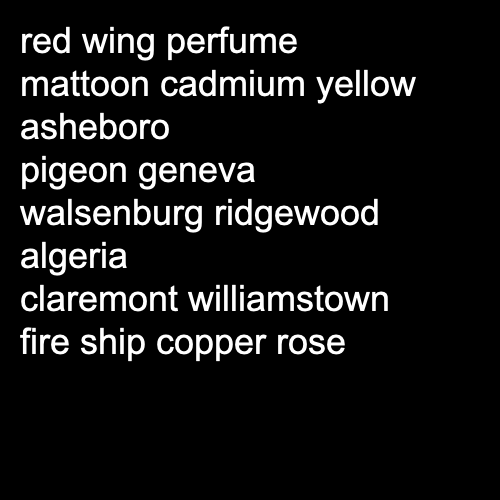 red wing perfume
mattoon cadmium yellow
asheboro
pigeon geneva
walsenburg ridgewood
algeria
claremont williamstown
fire ship copper rose